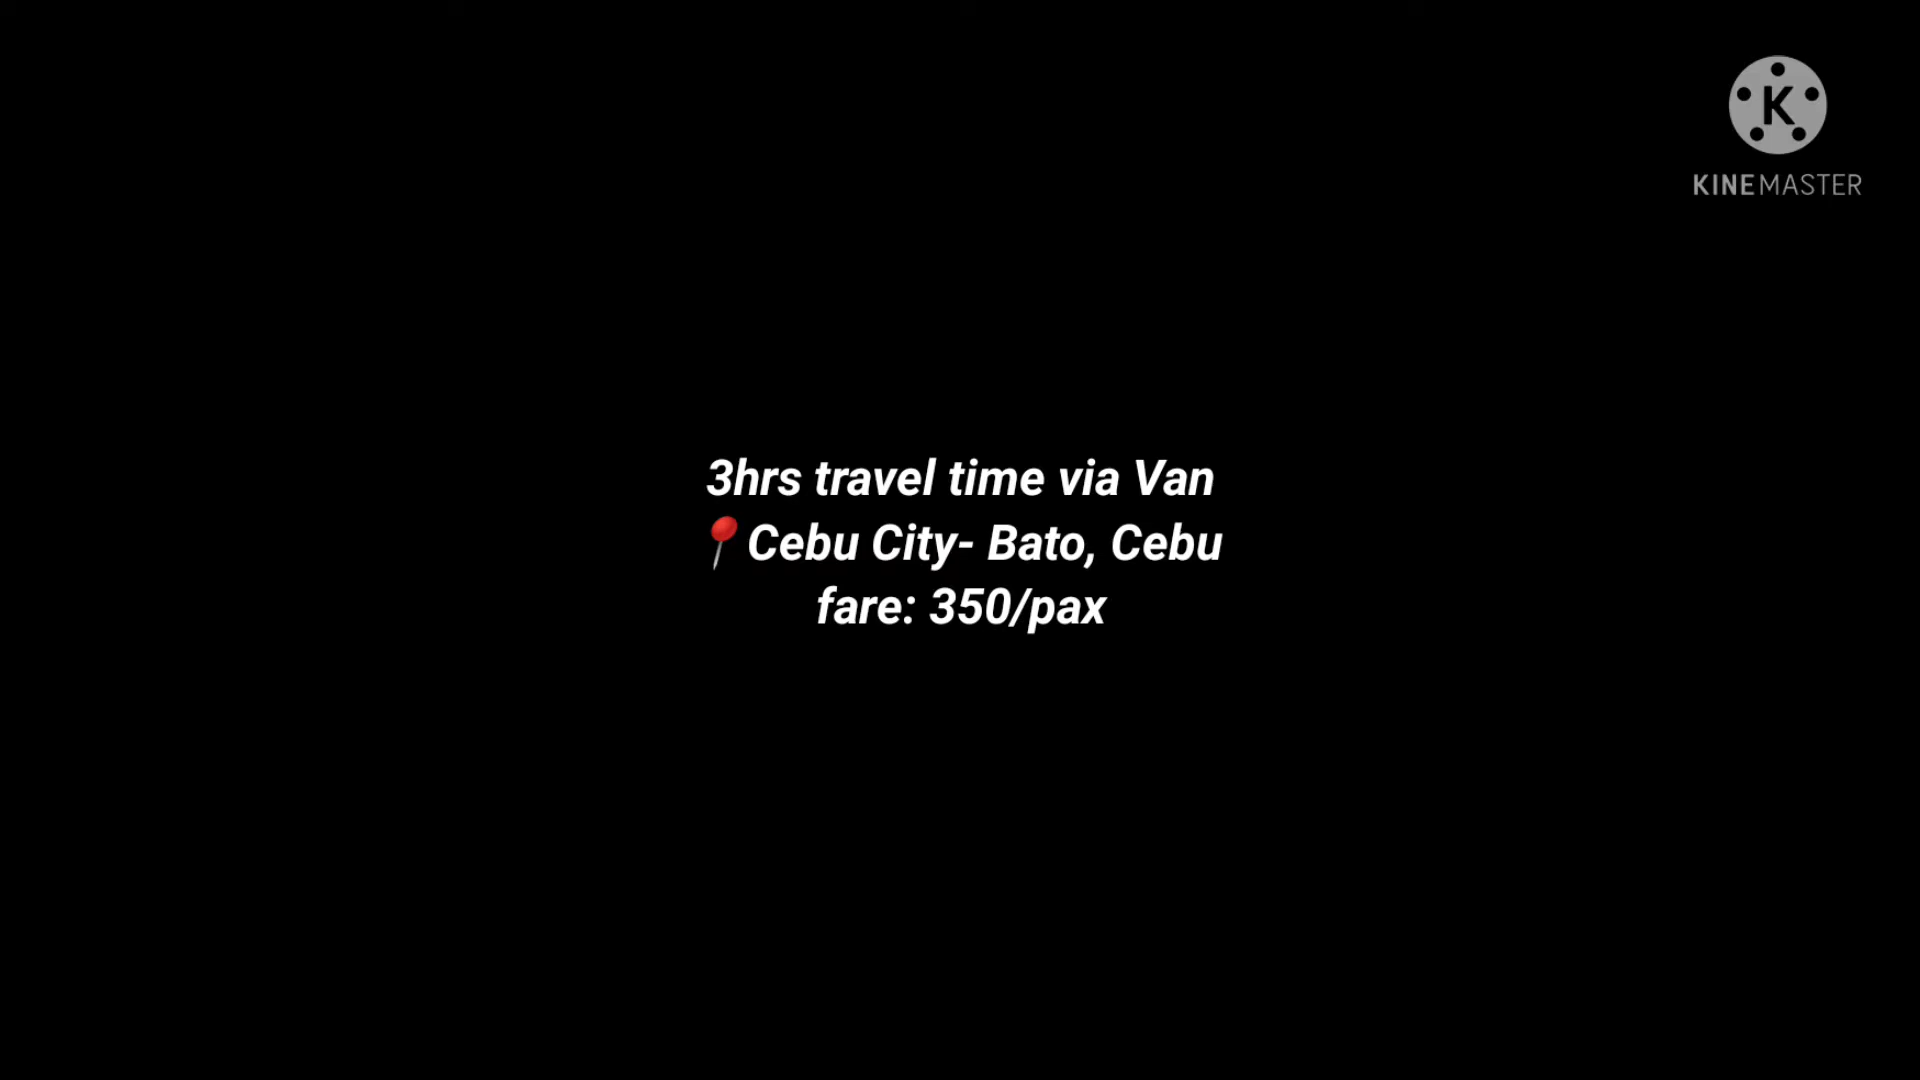 K
KINEMASTER
3hrs travel time via Van
📍Cebu City- Bato, Cebu
fare: 350/pax